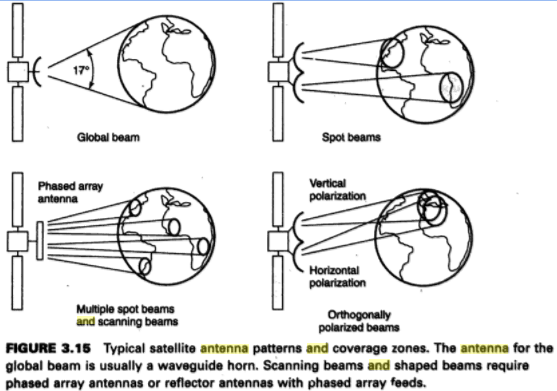 17°
Global beam
Spot beams
Phased array
antenna
Multiple spot beams
and scanning beams
Vertical
polarization
Horizontal
polarization
Orthogonally
polarized beams
FIGURE 3.15 Typical satellite antenna patterns and coverage zones. The antenna for the
global beam is usually a waveguide horn. Scanning beams and shaped beams require
phased array antennas or reflector antennas with phased array feeds.